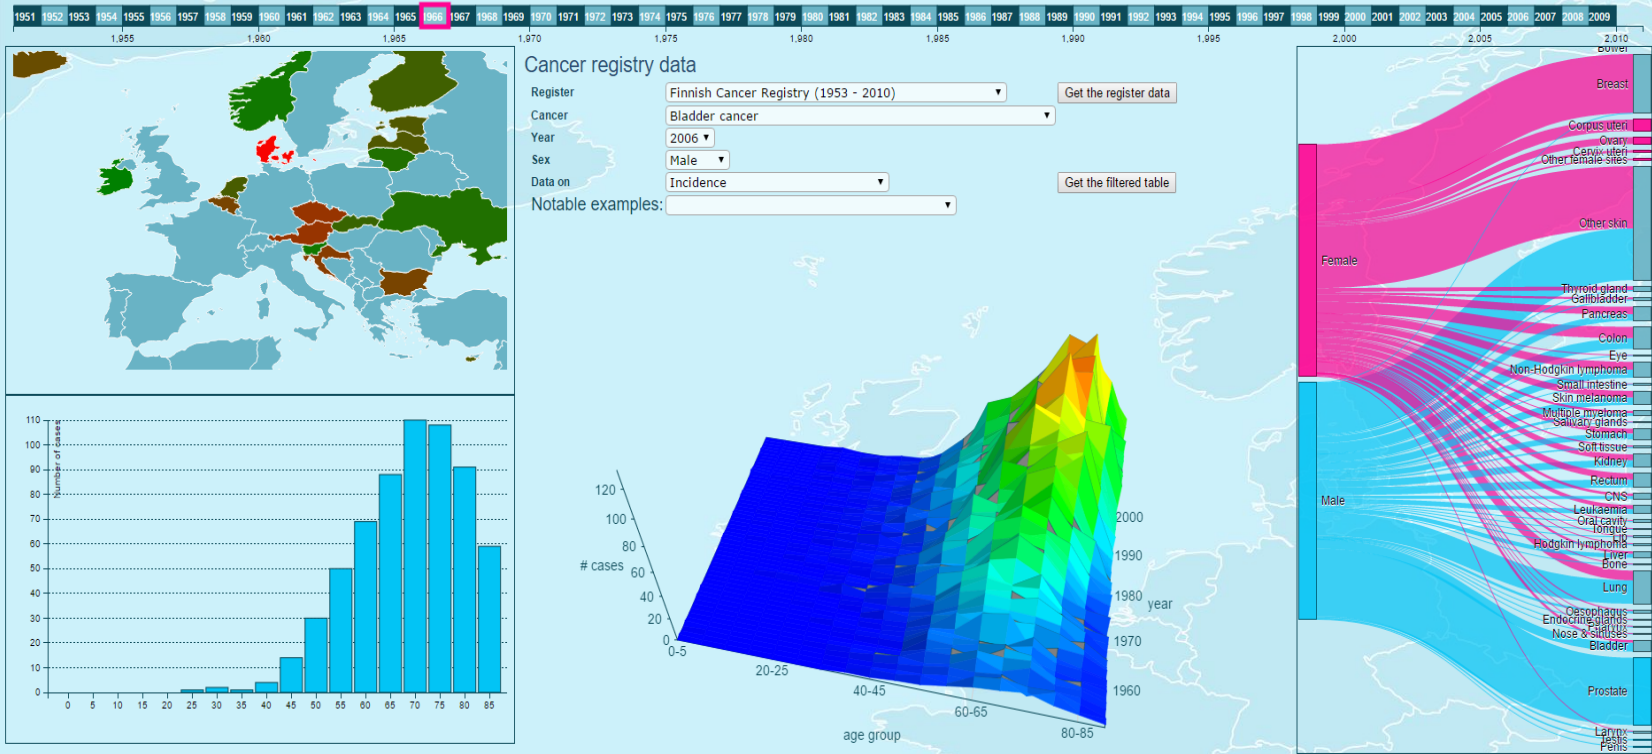 1951 1952 1953 1954 1955 1956 1957 1958 1959 1960 1961 1962 1963 1964 1965 1966 1967 1968 1969 1970 1971 1972 1973 1974 1975 1976 1977 1978 1979 1980 1981 1982 1983 1984 1985 1986 1987 1988 1989 1990 1991 1992 1993 1994 1995 1996 1997 1998 1999 2000 2001 2002 2003 2004 2005 2006 2007 2008 2009
1,955 1,960 1,965 1,970 1,975 1,980 1,985 1,990 1,995 2,000 2,005 2,010
Cancer registry data
Register Finnish Cancer Registry (1953 - 2010) Get the register data
Cancer Bladder cancer
Year 2006
Sex Male
Data on Incidence Get the filtered table
Notable examples:
Number of cases
110
100
90
80
70
60
50
40
30
20
10
0
0 5 10 15 20 25 30 35 40 45 50 55 60 65 70 75 80 85
120
100
80
# cases
60
40
20
0
0-5
20-25
40-45
60-65
80-85
age group
2000
1990
1980
year
1970
1960
Female
Male
Bowel
Breast
Corpus uteri
Ovary
Cervix uteri
Other female sites
Other skin
Thyroid gland
Gallbladder
Pancreas
Colon
Eye
Non-Hodgkin lymphoma
Small intestine
Skin melanoma
Multiple myeloma
Salivary glands
Stomach
Soft tissue
Kidney
Rectum
CNS
Leukaemia
Oral cavity
Tongue
Lip
Hodgkin lymphoma
Liver
Bone
Lung
Oesophagus
Endocrine glands
Pharynx
Nose & sinuses
Bladder
Prostate
Larynx
Testis
Penis